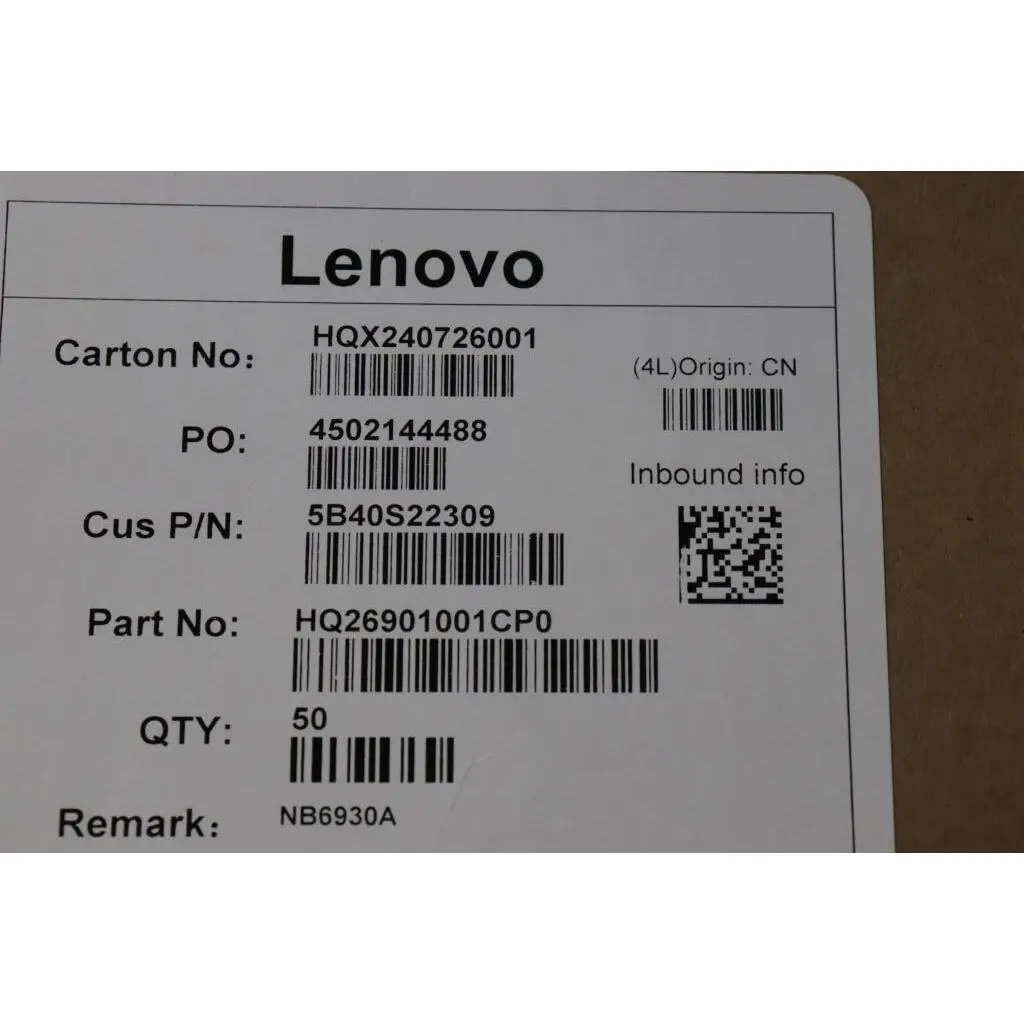 Lenovo
Carton No: HQX240726001
(4L)Origin: CN
PO: 4502144488
Inbound info
Cus P/N: 5B40S22309
Part No: HQ26901001CP0
QTY: 50
Remark: NB6930A